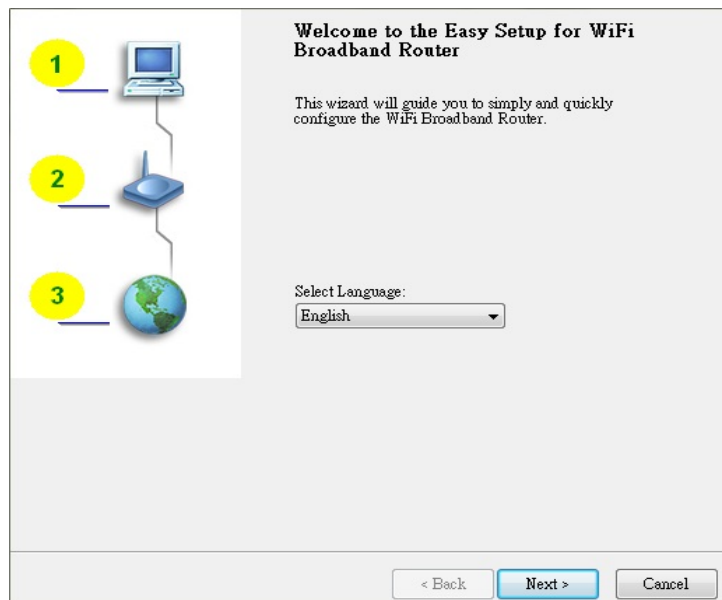 1
2
3
Welcome to the Easy Setup for WiFi
Broadband Router
This wizard will guide you to simply and quickly
configure the WiFi Broadband Router.
Select Language:
English
< Back
Next >
Cancel